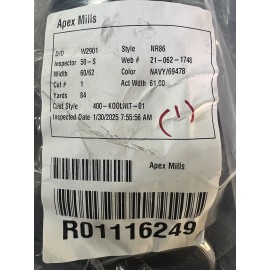 Apex Mills
D/O W2901 Style NR86
Inspector 50-S Web # 21-062-1748
Width 60/62 Color NAVY/69478
Cut # 1 Act Width 61.00
Yards 84
Cust Style 400-KOOLNIT-01
Inspected Date 1/30/2025 7:55:56 AM
(1)
Apex Mills
R01116249